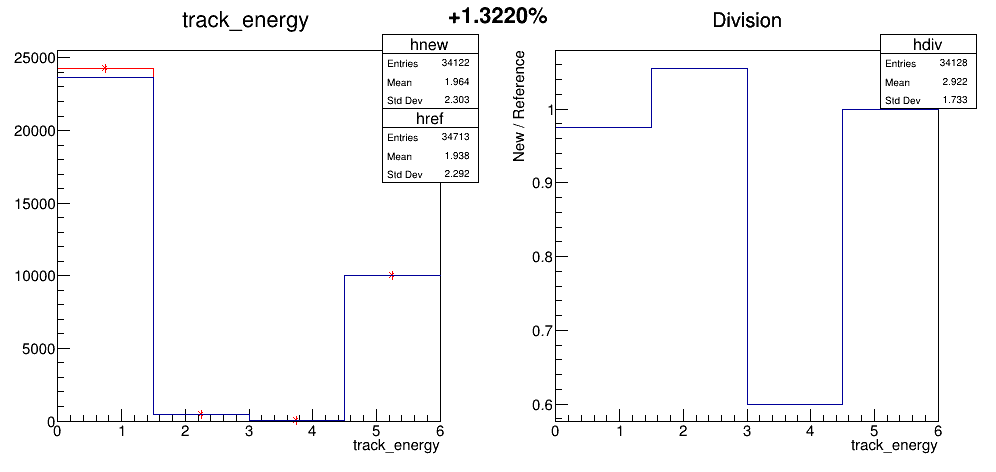 +1.3220%
track_energy
hnew
Entries 34122
Mean 1.964
Std Dev 2.303
href
Entries 34713
Mean 1.938
Std Dev 2.292
25000
20000
15000
10000
5000
0
0 1 2 3 4 5 6
track_energy
Division
hdiv
Entries 34128
Mean 2.922
Std Dev 1.733
New / Reference
1
0.9
0.8
0.7
0.6
0 1 2 3 4 5 6
track_energy